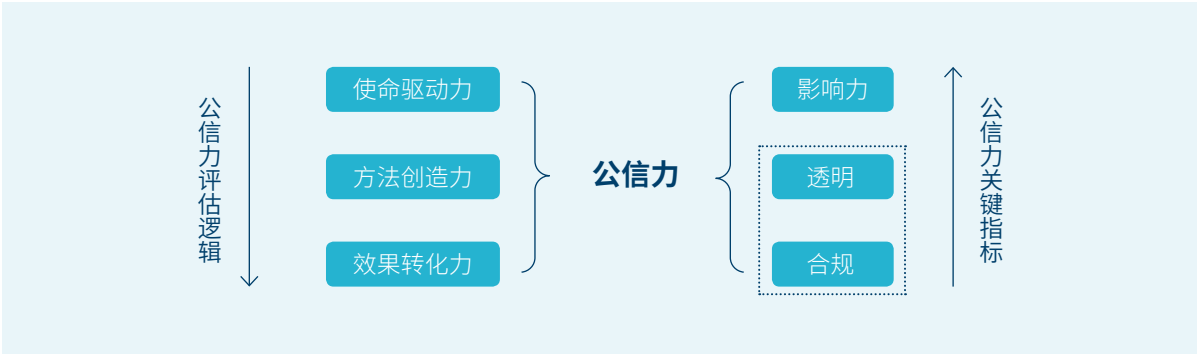 公信力评估逻辑
使命驱动力
方法创造力
效果转化力
公信力
影响力
透明
合规
公信力关键指标